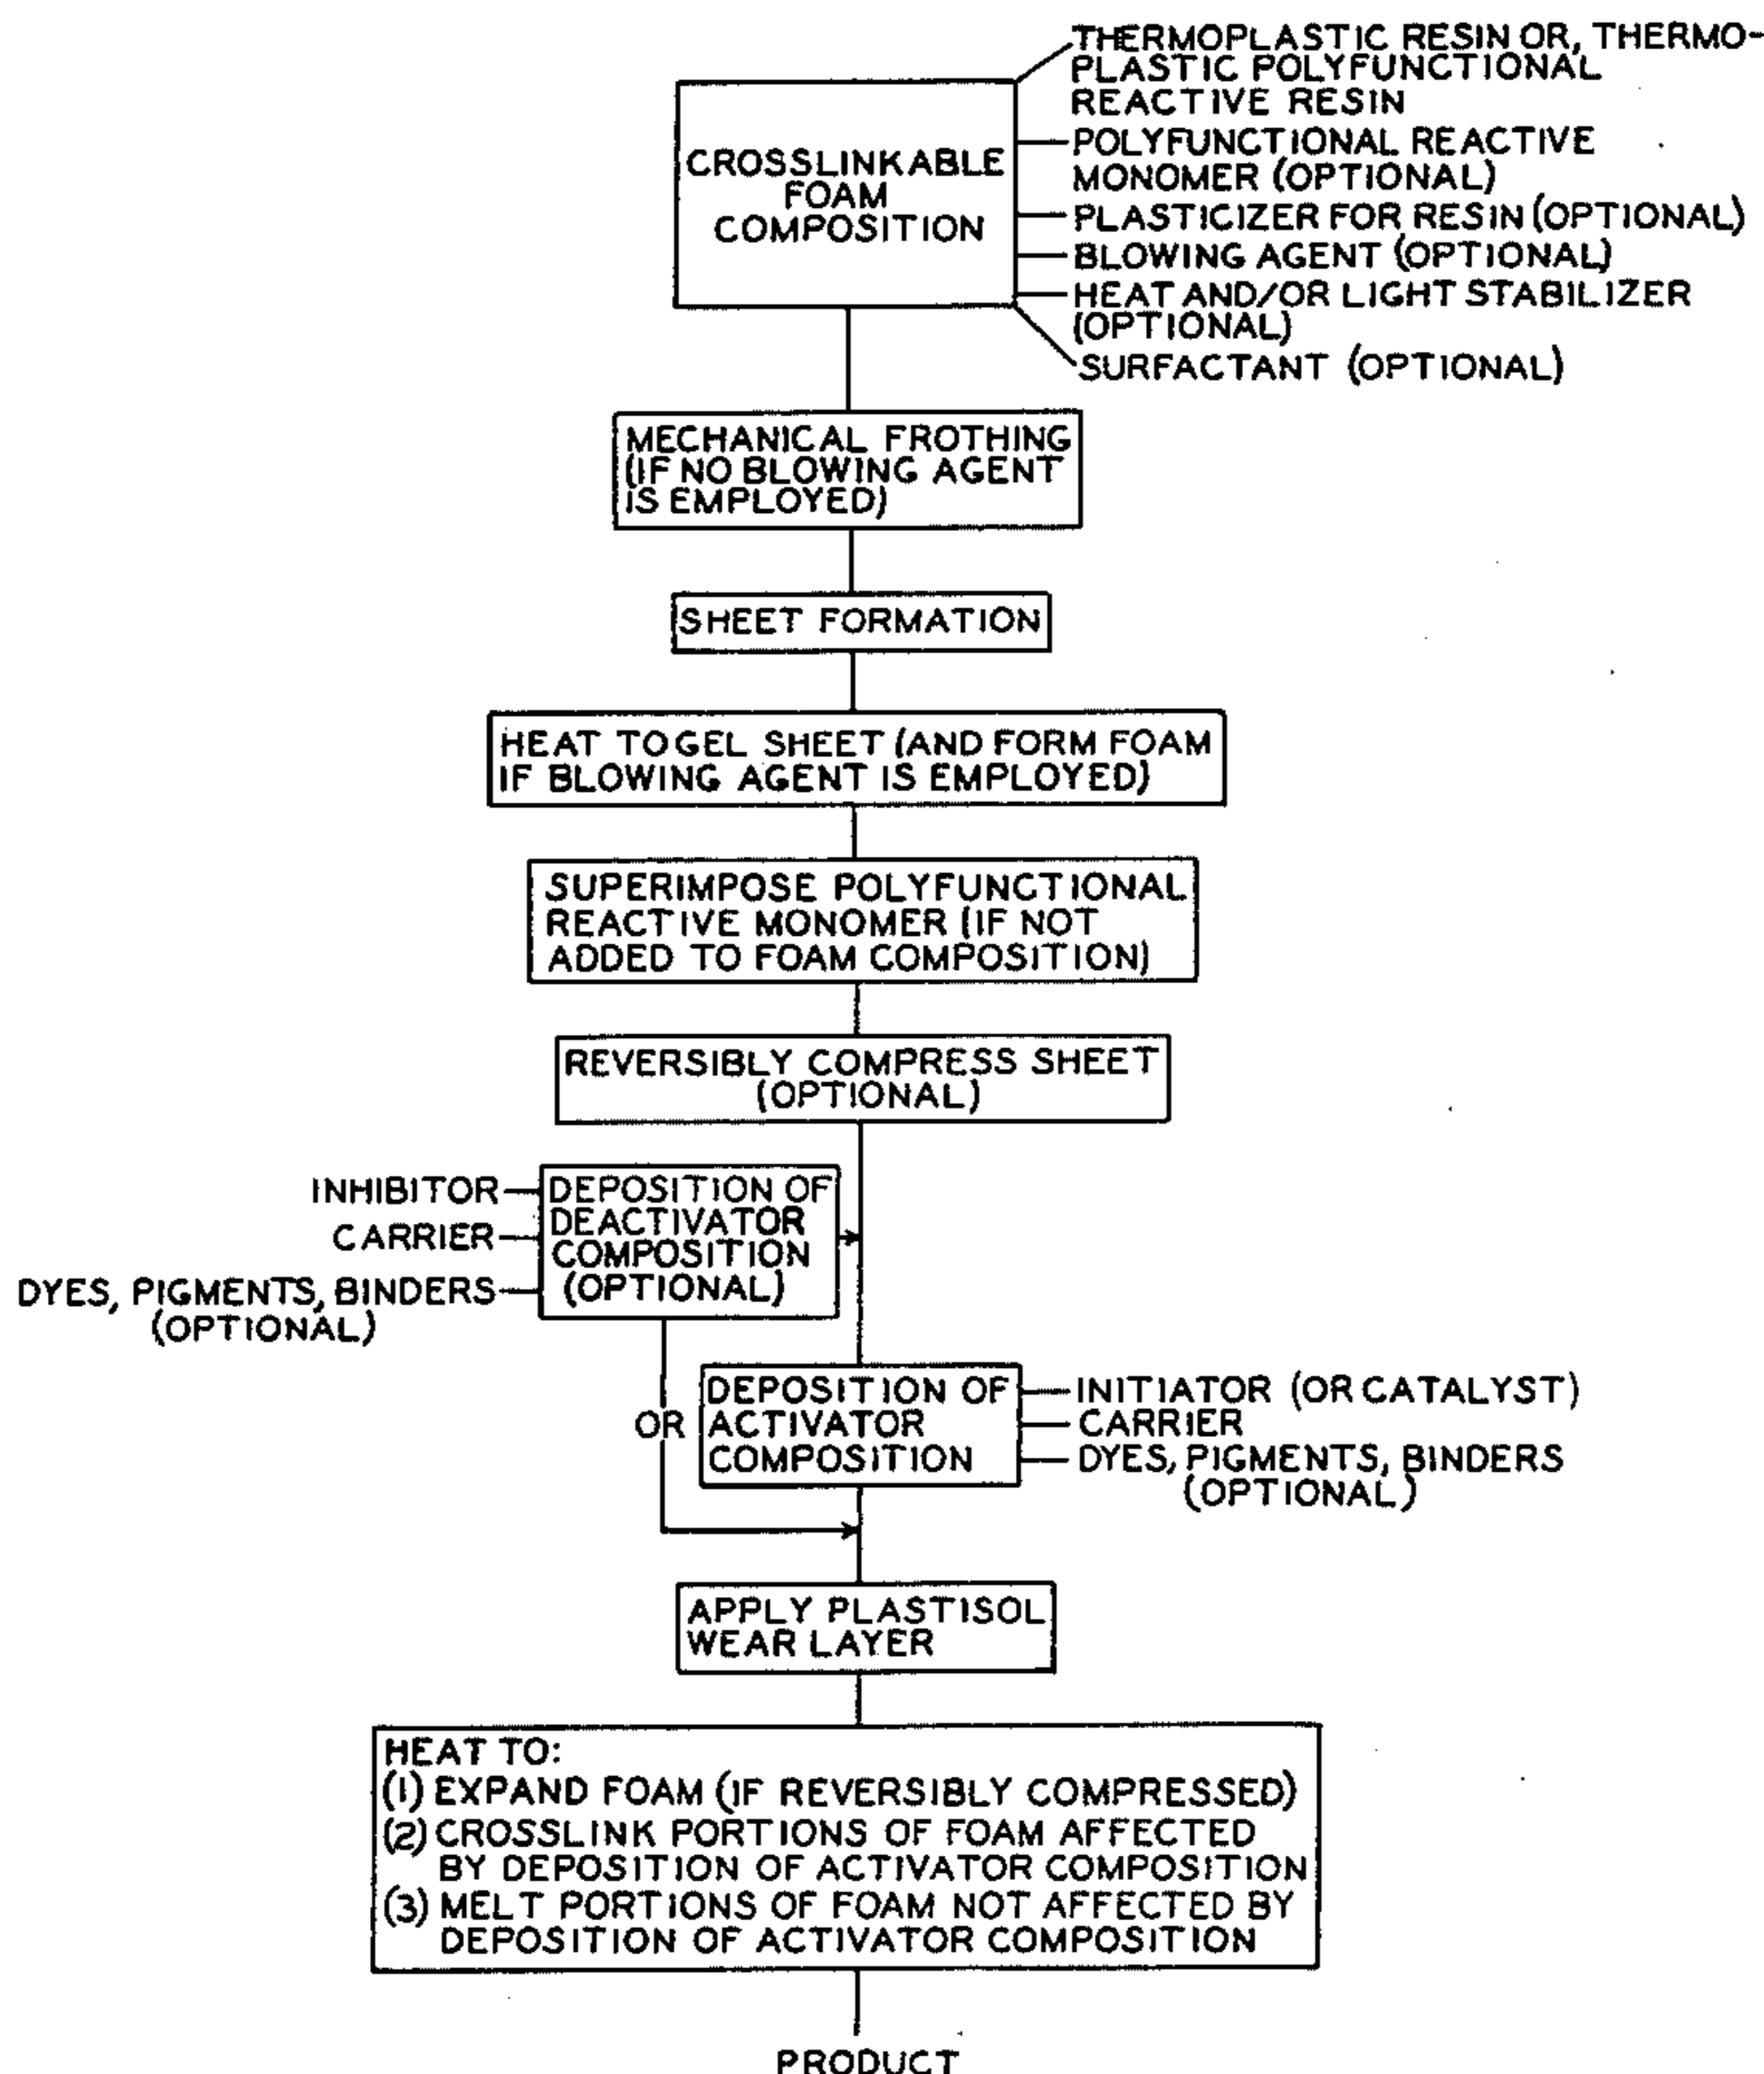 THERMOPLASTIC RESIN OR, THERMO-
PLASTIC POLYFUNCTIONAL
REACTIVE RESIN
CROSSLINKABLE
FOAM
COMPOSITION
POLYFUNCTIONAL REACTIVE
MONOMER (OPTIONAL)
PLASTICIZER FOR RESIN (OPTIONAL)
BLOWING AGENT (OPTIONAL)
HEAT AND/OR LIGHT STABILIZER
(OPTIONAL)
SURFACTANT (OPTIONAL)
MECHANICAL FROTHING
(IF NO BLOWING AGENT
IS EMPLOYED)
SHEET FORMATION
HEAT TO GEL SHEET (AND FORM FOAM
IF BLOWING AGENT IS EMPLOYED)
SUPERIMPOSE POLYFUNCTIONAL
REACTIVE MONOMER (IF NOT
ADDED TO FOAM COMPOSITION)
REVERSIBLY COMPRESS SHEET
(OPTIONAL)
INHIBITOR
CARRIER
DYES, PIGMENTS, BINDERS
(OPTIONAL)
DEPOSITION OF
DEACTIVATOR
COMPOSITION
(OPTIONAL)
OR
DEPOSITION OF
ACTIVATOR
COMPOSITION
INITIATOR (OR CATALYST)
CARRIER
DYES, PIGMENTS, BINDERS
(OPTIONAL)
APPLY PLASTISOL
WEAR LAYER
HEAT TO:
(1) EXPAND FOAM (IF REVERSIBLY COMPRESSED)
(2) CROSSLINK PORTIONS OF FOAM AFFECTED
BY DEPOSITION OF ACTIVATOR COMPOSITION
(3) MELT PORTIONS OF FOAM NOT AFFECTED BY
DEPOSITION OF ACTIVATOR COMPOSITION
PRODUCT